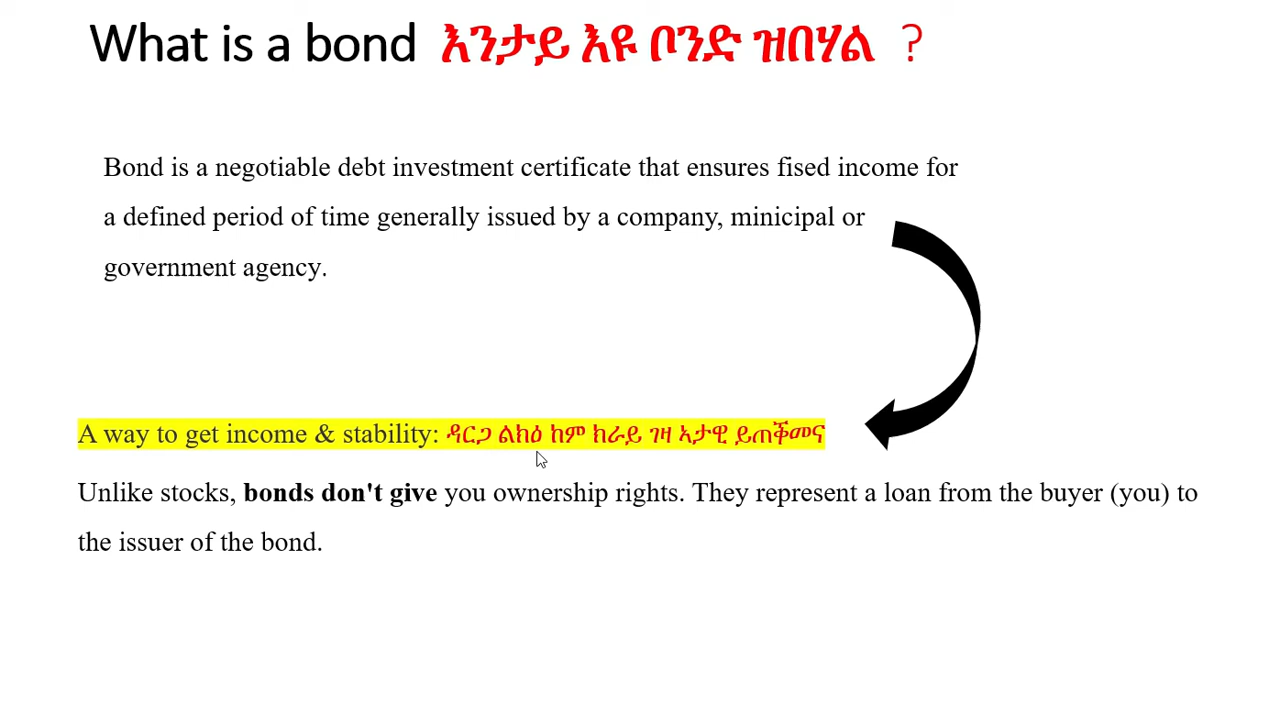 What is a bond እንታይ እዩ ቦንድ ዝበሃል ?
Bond is a negotiable debt investment certificate that ensures fised income for
a defined period of time generally issued by a company, minicipal or
government agency.
A way to get income & stability: ዳርጋ ልክዕ ከም ክራይ ገዛ ኣታዊ ይጠቕመና
Unlike stocks, bonds don't give you ownership rights. They represent a loan from the buyer (you) to
the issuer of the bond.